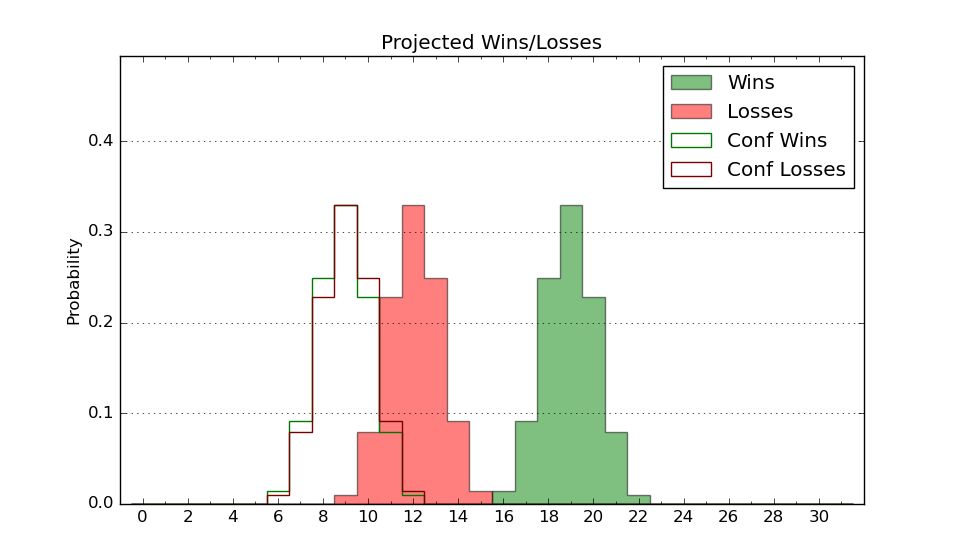 Projected Wins/Losses
Wins
Losses
Conf Wins
Conf Losses
Probability
0.4
0.3
0.2
0.1
0.0
0 2 4 6 8 10 12 14 16 18 20 22 24 26 28 30